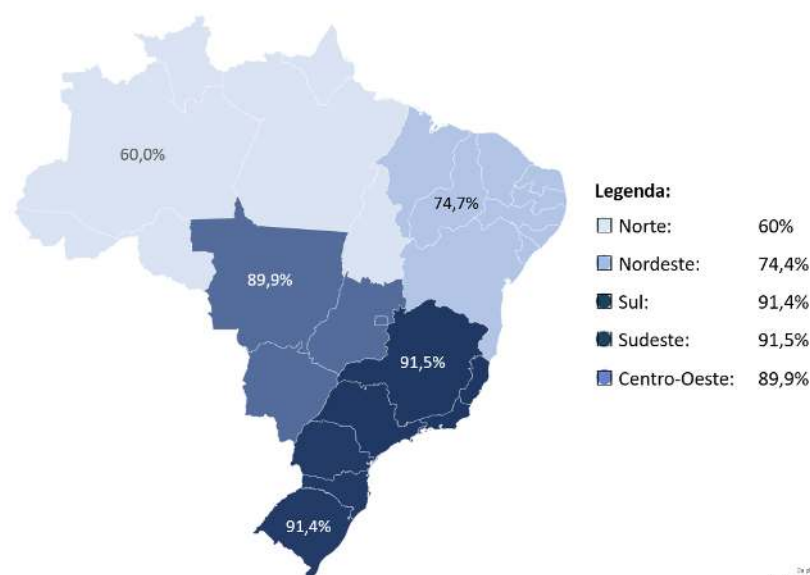 60,0%
74,7%
89,9%
91,5%
91,4%
Legenda:
Norte: 60%
Nordeste: 74,4%
Sul: 91,4%
Sudeste: 91,5%
Centro-Oeste: 89,9%